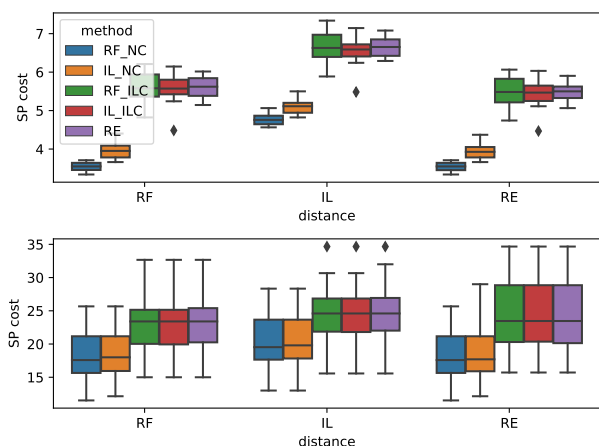 method
RF_NC
IL_NC
RF_ILC
IL_ILC
RE
SP cost
7
6
5
4
RF
IL
RE
distance
SP cost
35
30
25
20
15
RF
IL
RE
distance